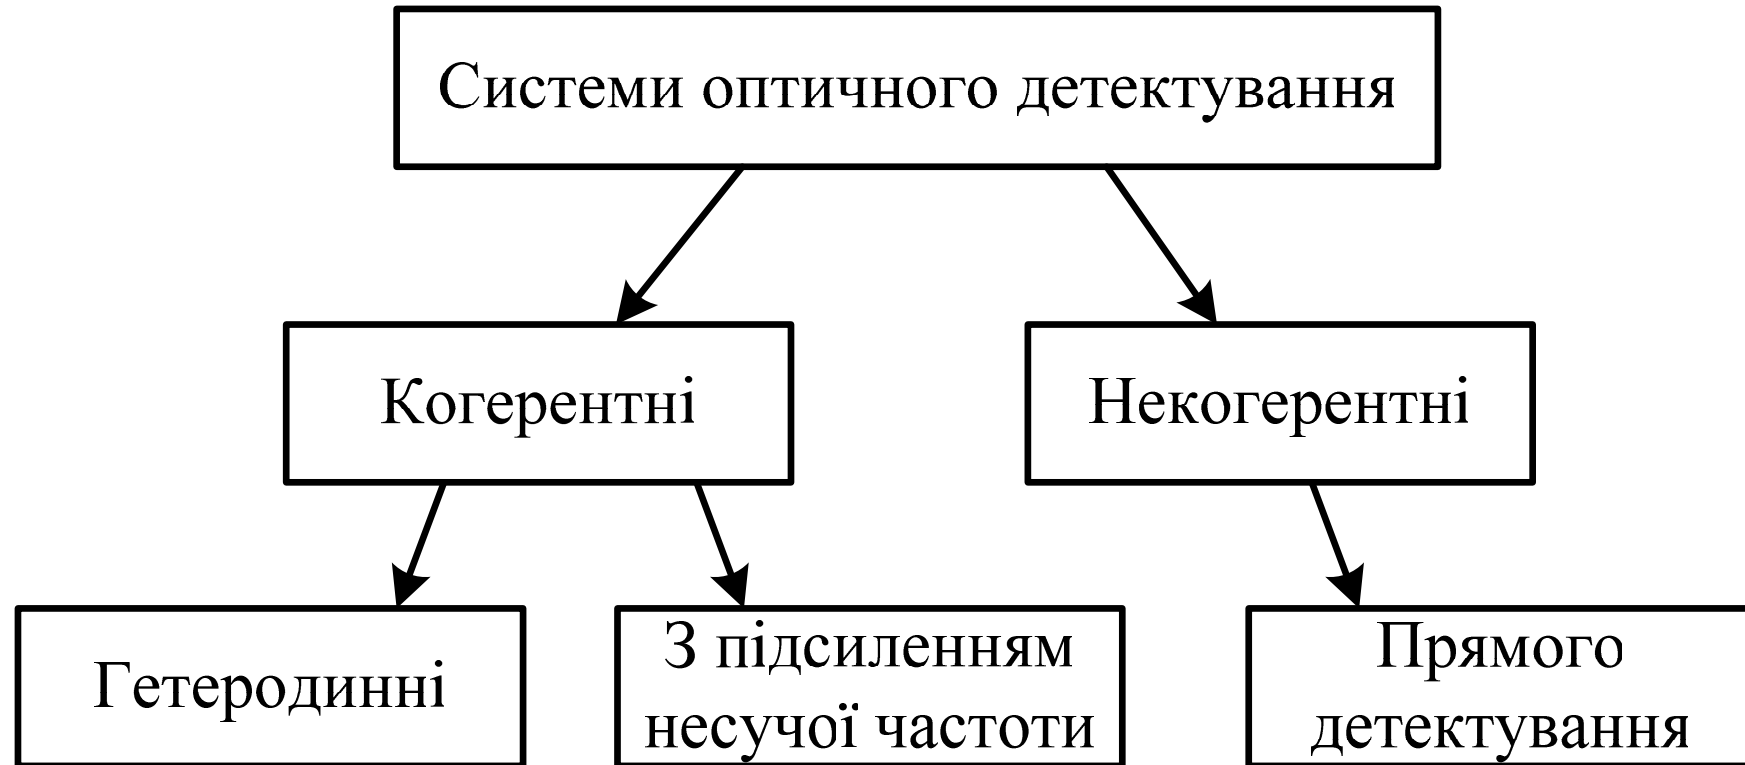 Системи оптичного детектування
Когерентні
Некогерентні
Гетеродинні
З підсиленням
несучої частоти
Прямого
детектування